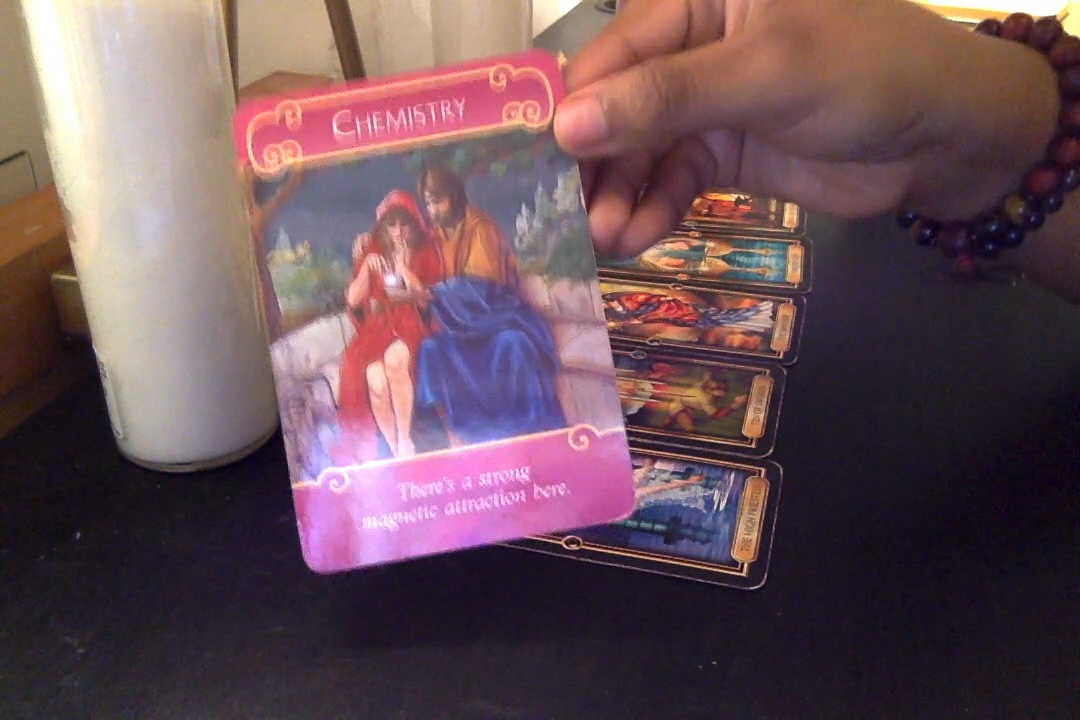 CHEMISTRY
There's a strong
magnetic attraction here.
THE HIGH PRIESTESS